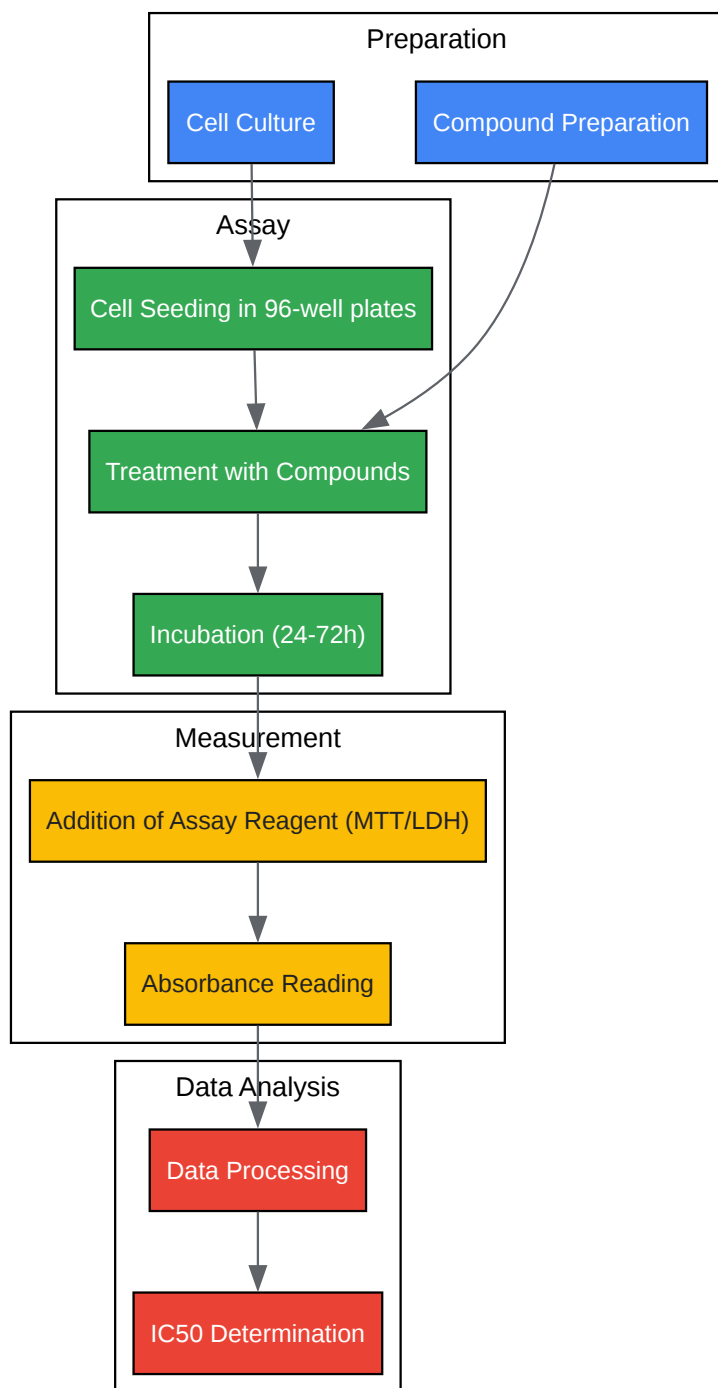 Preparation
Cell Culture
Compound Preparation
Assay
Cell Seeding in 96-well plates
Treatment with Compounds
Incubation (24-72h)
Measurement
Addition of Assay Reagent (MTT/LDH)
Absorbance Reading
Data Analysis
Data Processing
IC50 Determination